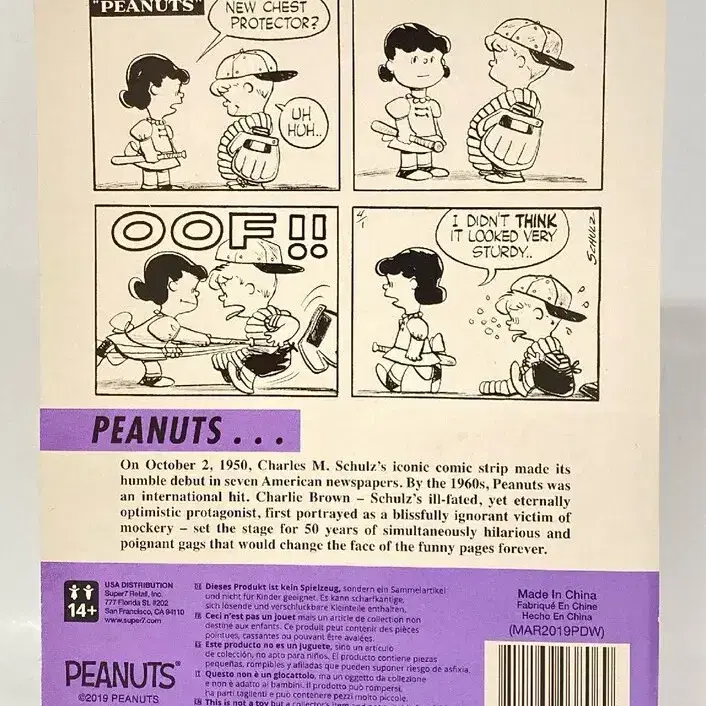 "PEANUTS"
NEW CHEST
PROTECTOR?
UH
HUH..
OOF!!
4/1
I DIDN'T THINK
IT LOOKED VERY
STURDY..
SCHULZ
PEANUTS...
On October 2, 1950, Charles M. Schulz's iconic comic strip made its
humble debut in seven American newspapers. By the 1960s, Peanuts was
an international hit. Charlie Brown – Schulz's ill-fated, yet eternally
optimistic protagonist, first portrayed as a blissfully ignorant victim of
mockery – set the stage for 50 years of simultaneously hilarious and
poignant gags that would change the face of the funny pages forever.
14+
USA DISTRIBUTION
Super7 Retail, Inc.
777 Florida St. #202
San Francisco, CA 94110
www.super7.com
PEANUTS
©2019 PEANUTS
Dieses Produkt ist kein Spielzeug, sondern ein Sammelartikel
und nicht für Kinder geeignet. Es kann scharfkantige,
sich lösende und verschluckbare Kleinteile enthalten.
Ceci n'est pas un jouet mais un article de collection non
destiné aux enfants. Ce produit peut contenir des pièces
pointues, cassantes ou pouvant être avalées.
Este producto no es un juguete, sino un artículo
de colección, no apto para niños. El producto contiene piezas
pequeñas, rompibles y afiladas que pueden suponer riesgo de asfixia.
Questo non è un giocattolo, ma un oggetto da collezione
e non è adatto ai bambini. Il prodotto può rompersi,
ha parti taglienti e può contenere pezzi molto piccole.
This is not a toy but a collector's item
Made In China
Fabriqué En Chine
Hecho En China
(MAR2019PDW)